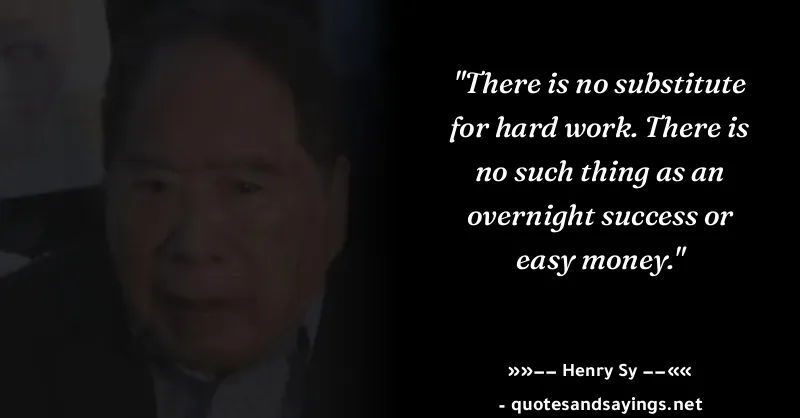 "There is no substitute
for hard work. There is
no such thing as an
overnight success or
easy money."
»»−− Henry Sy −−««
- quotesandsayings.net